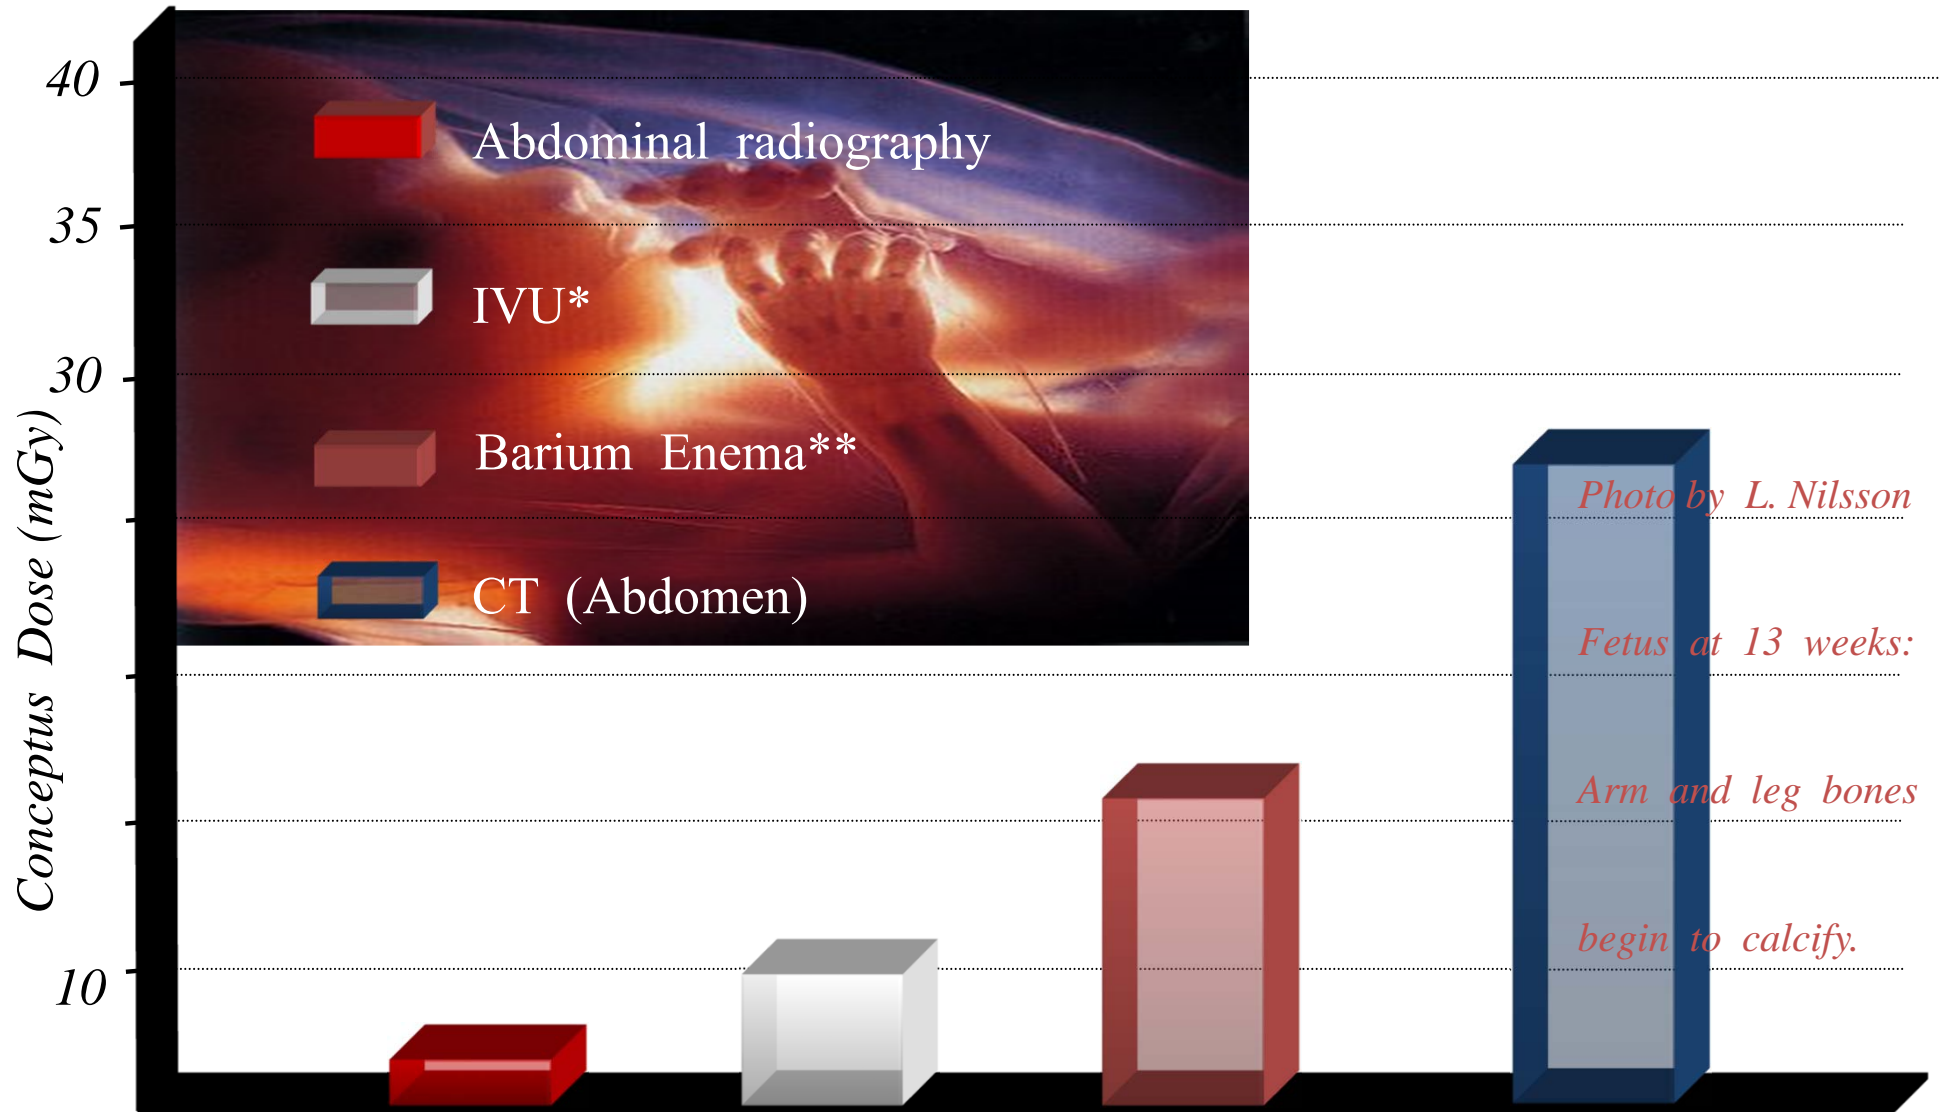 40
35
30
10
Conceptus Dose (mGy)
Abdominal radiography
IVU*
Barium Enema**
CT (Abdomen)
Photo by L. Nilsson
Fetus at 13 weeks:
Arm and leg bones
begin to calcify.